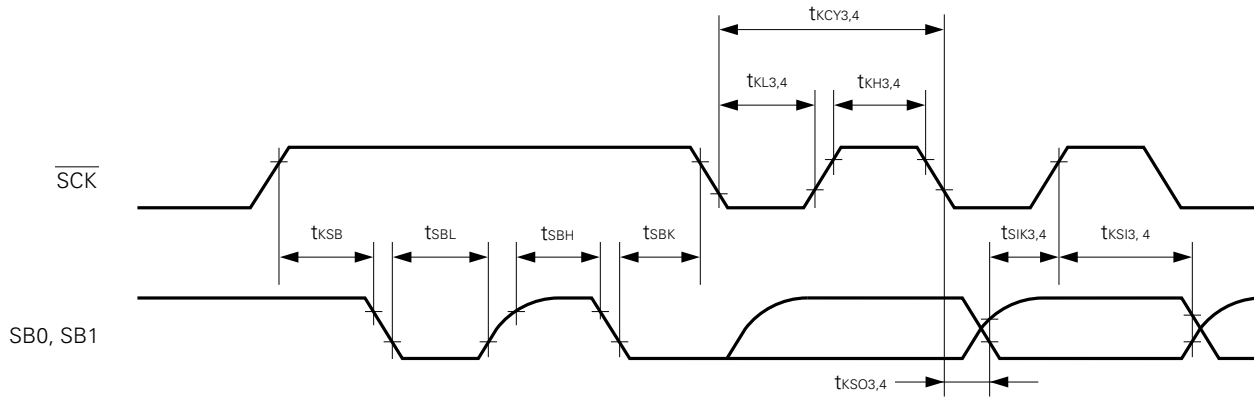 tKCY3,4
tKL3,4
tKH3,4
SCK
tKSB
tSBL
tSBH
tSBK
tSIK3,4
tKSI3, 4
SB0, SB1
tKSO3,4